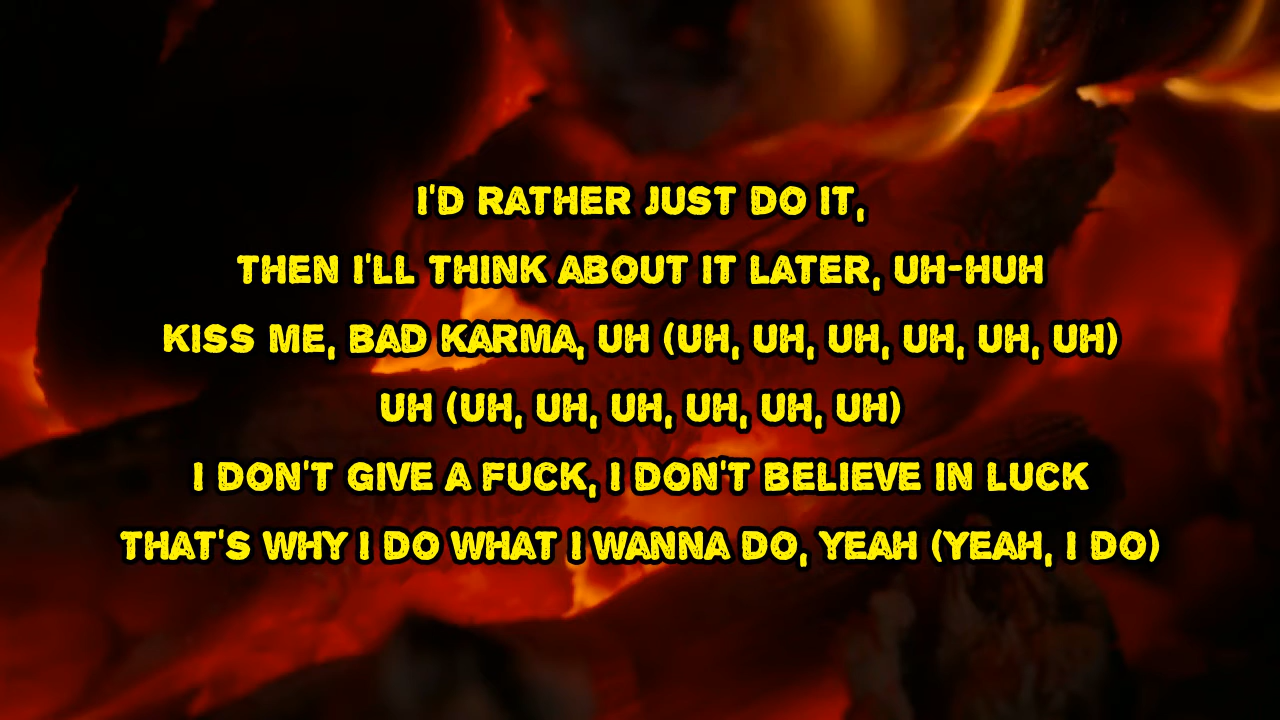 I'D RATHER JUST DO IT,
THEN I'LL THINK ABOUT IT LATER, UH-HUH
KISS ME, BAD KARMA, UH (UH, UH, UH, UH, UH, UH)
UH (UH, UH, UH, UH, UH, UH)
I DON'T GIVE A FUCK, I DON'T BELIEVE IN LUCK
THAT'S WHY I DO WHAT I WANNA DO, YEAH (YEAH, I DO)